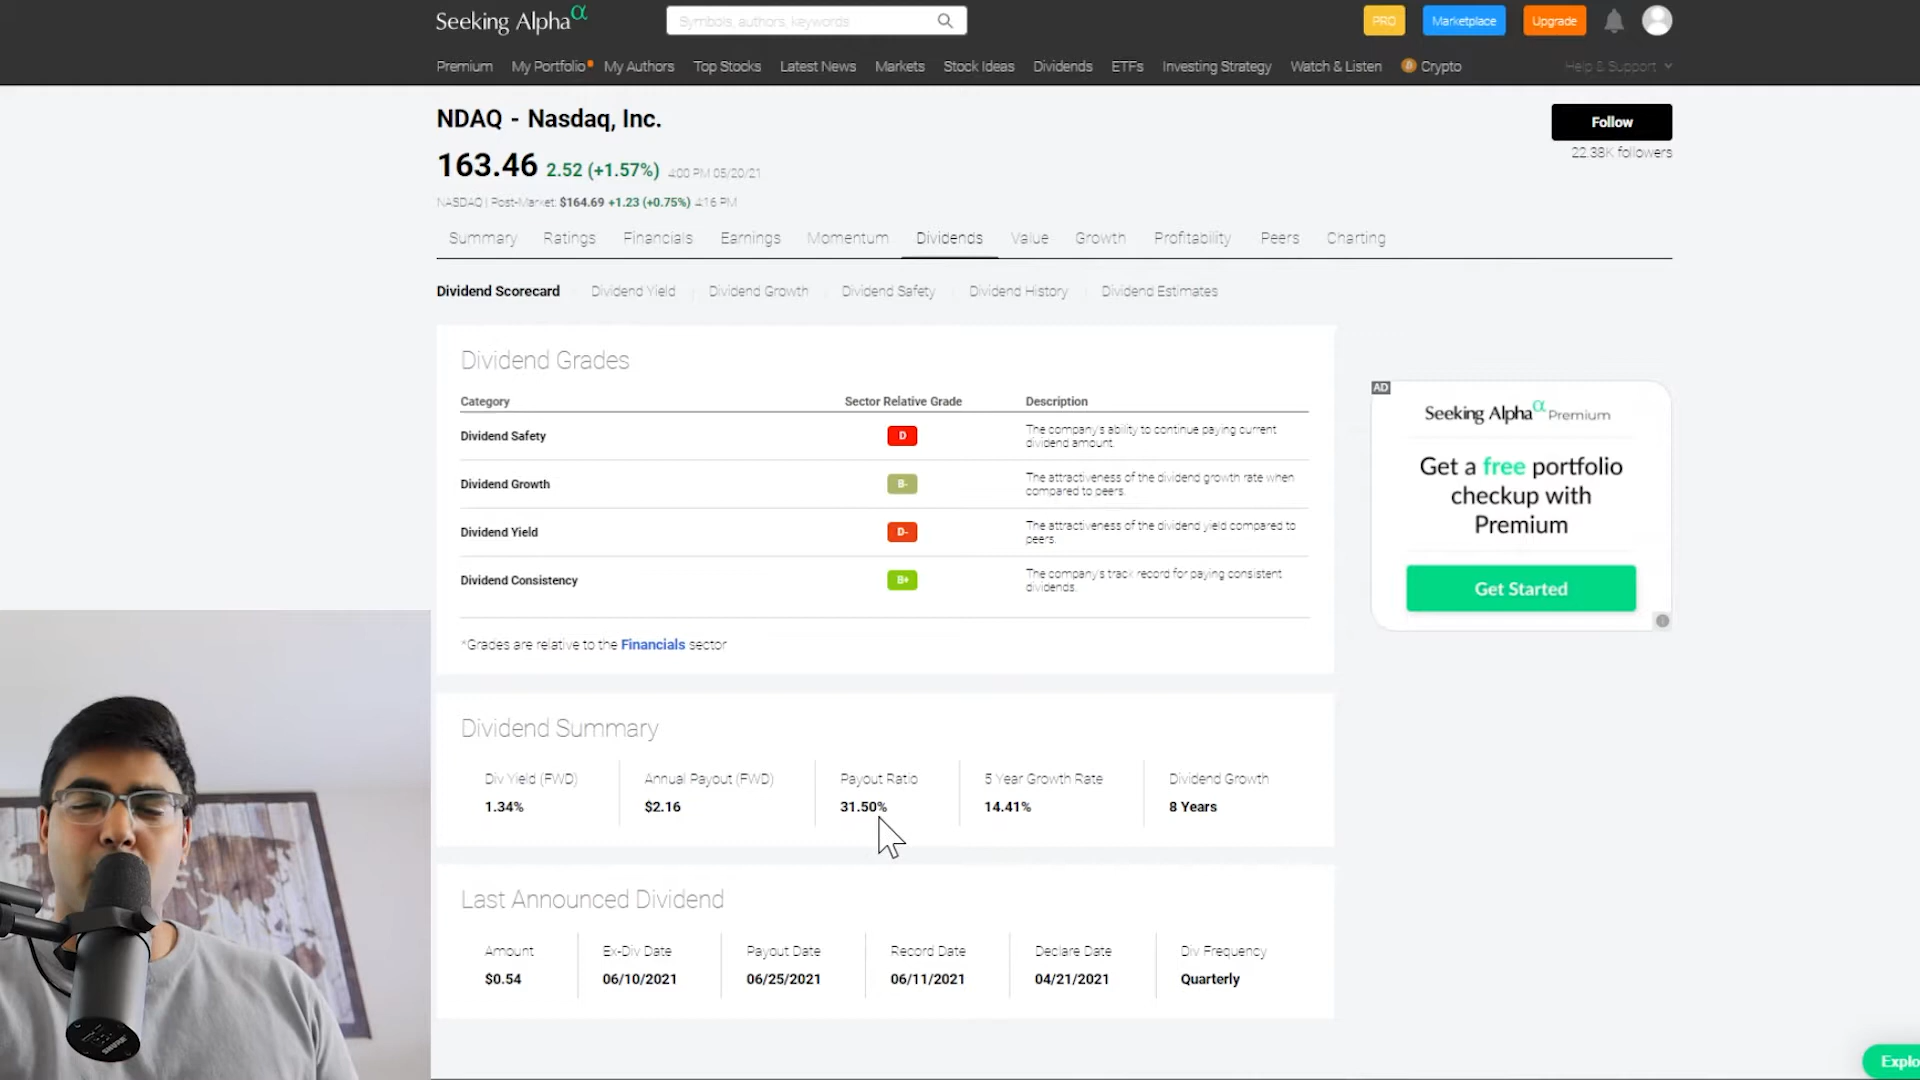 Seeking Alpha α
Symbols, authors, keywords
PRO
Marketplace
Upgrade
Premium
My Portfolio
My Authors
Top Stocks
Latest News
Markets
Stock Ideas
Dividends
ETFs
Investing Strategy
Watch & Listen
Crypto
Help & Support
NDAQ - Nasdaq, Inc.
Follow
22.38K followers
163.46 2.52 (+1.57%) 4:00 PM 05/20/21
NASDAQ | Post-Market: $164.69 +1.23 (+0.75%) 4:16 PM
Summary
Ratings
Financials
Earnings
Momentum
Dividends
Value
Growth
Profitability
Peers
Charting
Dividend Scorecard
Dividend Yield
Dividend Growth
Dividend Safety
Dividend History
Dividend Estimates
Dividend Grades
Category
Sector Relative Grade
Description
Dividend Safety
D
The company's ability to continue paying current
dividend amount.
Dividend Growth
B-
The attractiveness of the dividend growth rate when
compared to peers.
Dividend Yield
D-
The attractiveness of the dividend yield compared to
peers.
Dividend Consistency
B+
The company's track record for paying consistent
dividends.
*Grades are relative to the Financials sector
AD
Seeking Alpha α Premium
Get a free portfolio
checkup with
Premium
Get Started
Dividend Summary
Div Yield (FWD)
1.34%
Annual Payout (FWD)
$2.16
Payout Ratio
31.50%
5 Year Growth Rate
14.41%
Dividend Growth
8 Years
Last Announced Dividend
Amount
$0.54
Ex-Div Date
06/10/2021
Payout Date
06/25/2021
Record Date
06/11/2021
Declare Date
04/21/2021
Div Frequency
Quarterly
Explo
SHURE